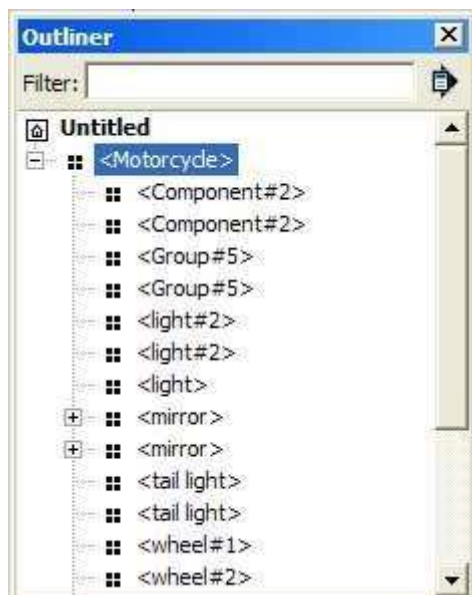 Outliner
Filter:
Untitled
<Motorcycle>
<Component#2>
<Component#2>
<Group#5>
<Group#5>
<light#2>
<light#2>
<light>
<mirror>
<mirror>
<tail light>
<tail light>
<wheel#1>
<wheel#2>